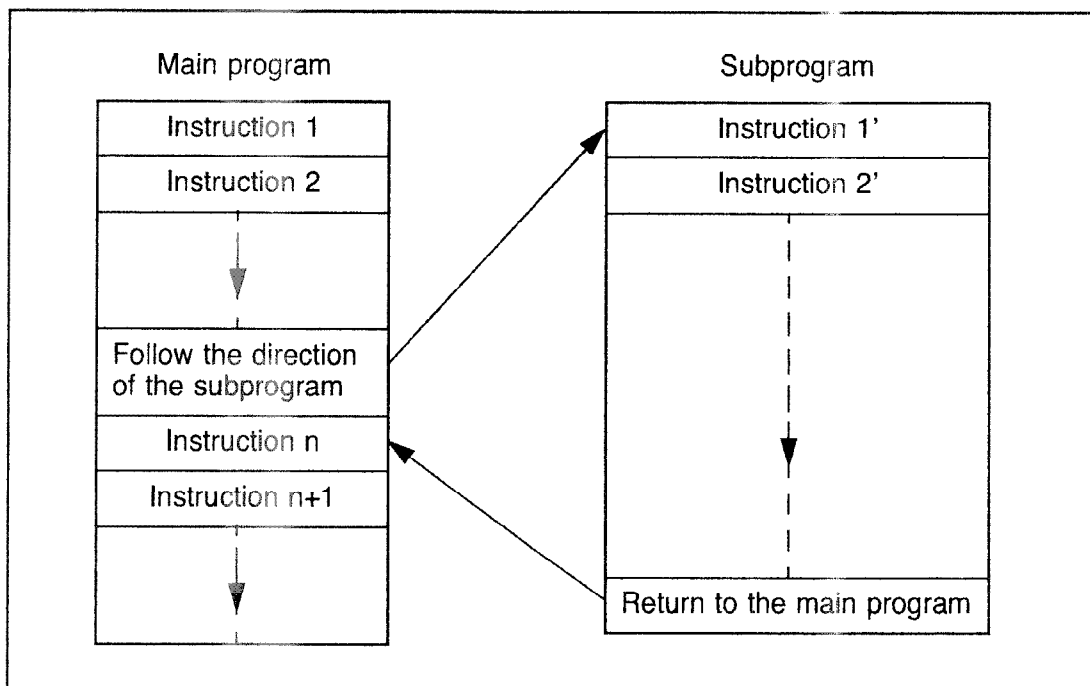 Main program
Instruction 1
Instruction 2
Follow the direction
of the subprogram
Instruction n
Instruction n+1
Subprogram
Instruction 1'
Instruction 2'
Return to the main program